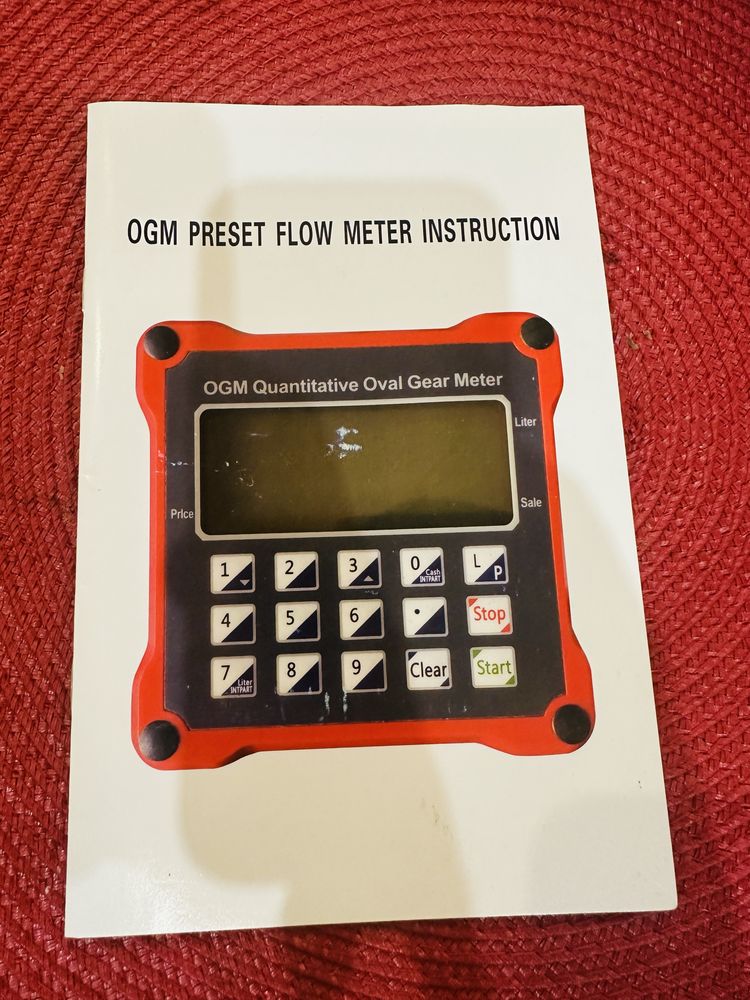 OGM PRESET FLOW METER INSTRUCTION
OGM Quantitative Oval Gear Meter
Liter
Price
Sale
1 2 3 0 Cash INTPART L P
4 5 6 . Stop
7 Liter INTPART 8 9 Clear Start